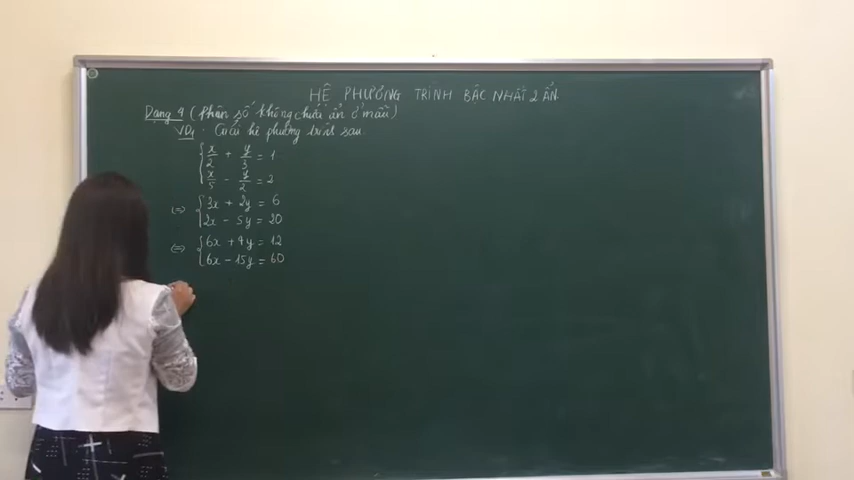 HỆ PHƯƠNG TRÌNH BẬC NHẤT 2 ẨN
Dạng 4 (Phân số không chứa ẩn ở mẫu)
VD1: Giải hệ phương trình sau
x/2 + y/3 = 1
x/5 - y/2 = 2
⇔ { 3x + 2y = 6
2x - 5y = 20
⇔ { 6x + 4y = 12
6x - 15y = 60